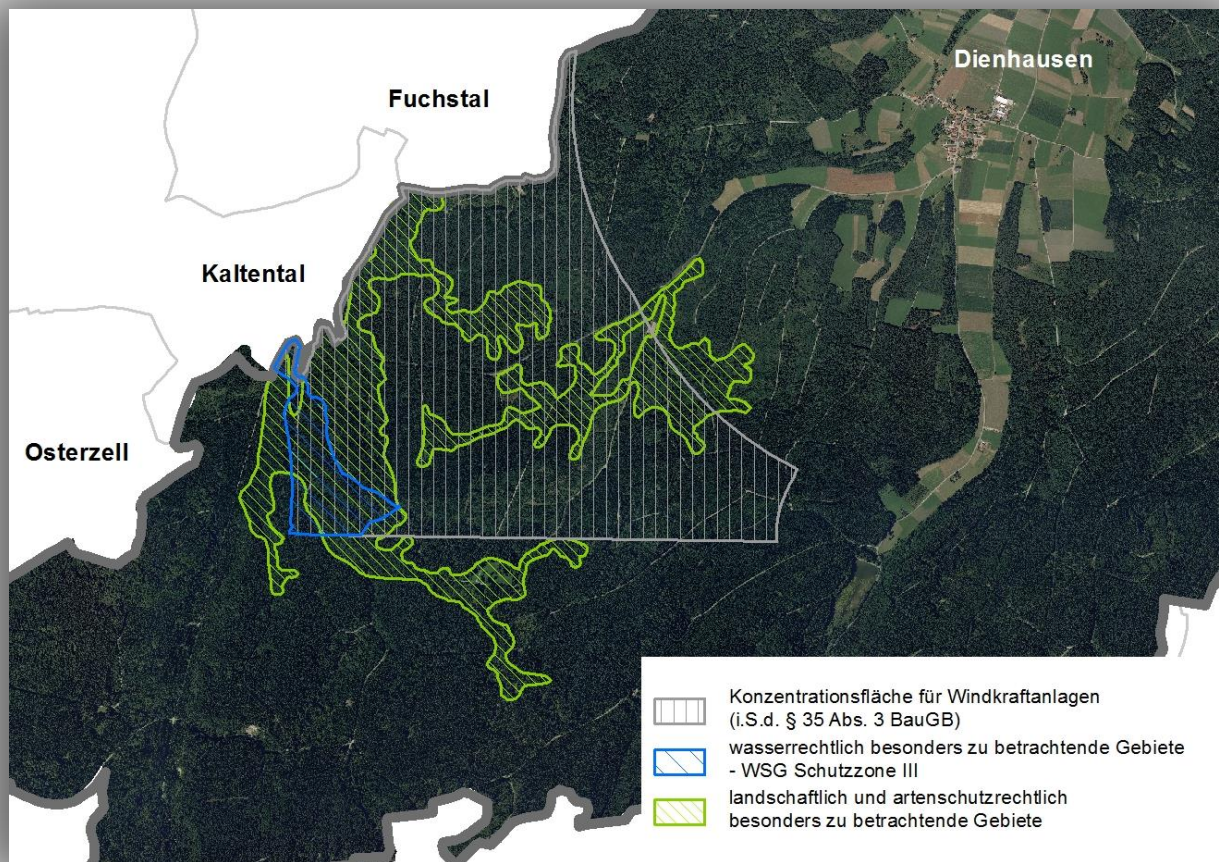 Dienhausen
Fuchstal
Kaltental
Osterzell
Konzentrationsfläche für Windkraftanlagen
(i.S.d. § 35 Abs. 3 BauGB)
wasserrechtlich besonders zu betrachtende Gebiete
- WSG Schutzzone III
landschaftlich und artenschutzrechtlich
besonders zu betrachtende Gebiete